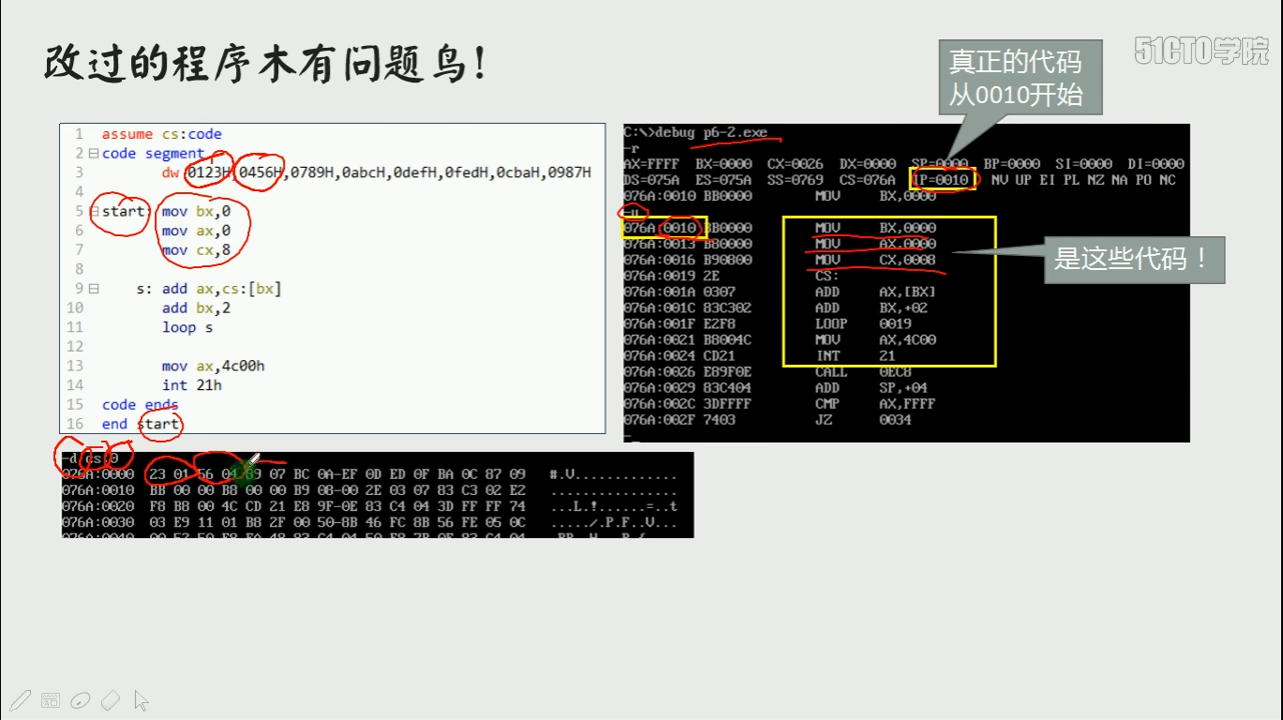 改过的程序木有问题鸟!
51CTO学院
真正的代码
从0010开始
1 assume cs:code
2 code segment
3 dw 0123H,0456H,0789H,0abcH,0defH,0fedH,0cbaH,0987H
4
5 start: mov bx,0
6 mov ax,0
7 mov cx,8
8
9 s: add ax,cs:[bx]
10 add bx,2
11 loop s
12
13 mov ax,4c00h
14 int 21h
15 code ends
16 end start
C:\>debug p6-2.exe
-r
AX=FFFF BX=0000 CX=0026 DX=0000 SP=0000 BP=0000 SI=0000 DI=0000
DS=075A ES=075A SS=0769 CS=076A IP=0010 NV UP EI PL NZ NA PO NC
076A:0010 BB0000 MOV BX,0000
-u
076A:0010 BB0000 MOV BX,0000
076A:0013 B80000 MOV AX,0000
076A:0016 B90800 MOV CX,0008
076A:0019 2E CS:
076A:001A 0307 ADD AX,[BX]
076A:001C 83C302 ADD BX,+02
076A:001F E2F8 LOOP 0019
076A:0021 B8004C MOV AX,4C00
076A:0024 CD21 INT 21
076A:0026 E89F0E CALL 0EC8
076A:0029 83C404 ADD SP,+04
076A:002C 3DFFFF CMP AX,FFFF
076A:002F 7403 JZ 0034
-
是这些代码！
-d cs:0
076A:0000 23 01 56 04 89 07 BC 0A-EF 0D ED 0F BA 0C 87 09 #.V.............
076A:0010 BB 00 00 B8 00 00 B9 08-00 2E 03 07 83 C3 02 E2 ................
076A:0020 F8 B8 00 4C CD 21 E8 9F-0E 83 C4 04 3D FF FF 74 ...L.!......=..t
076A:0030 03 E9 11 01 B8 2F 00 50-8B 46 FC 8B 56 FE 05 0C ...../.P.F..V...